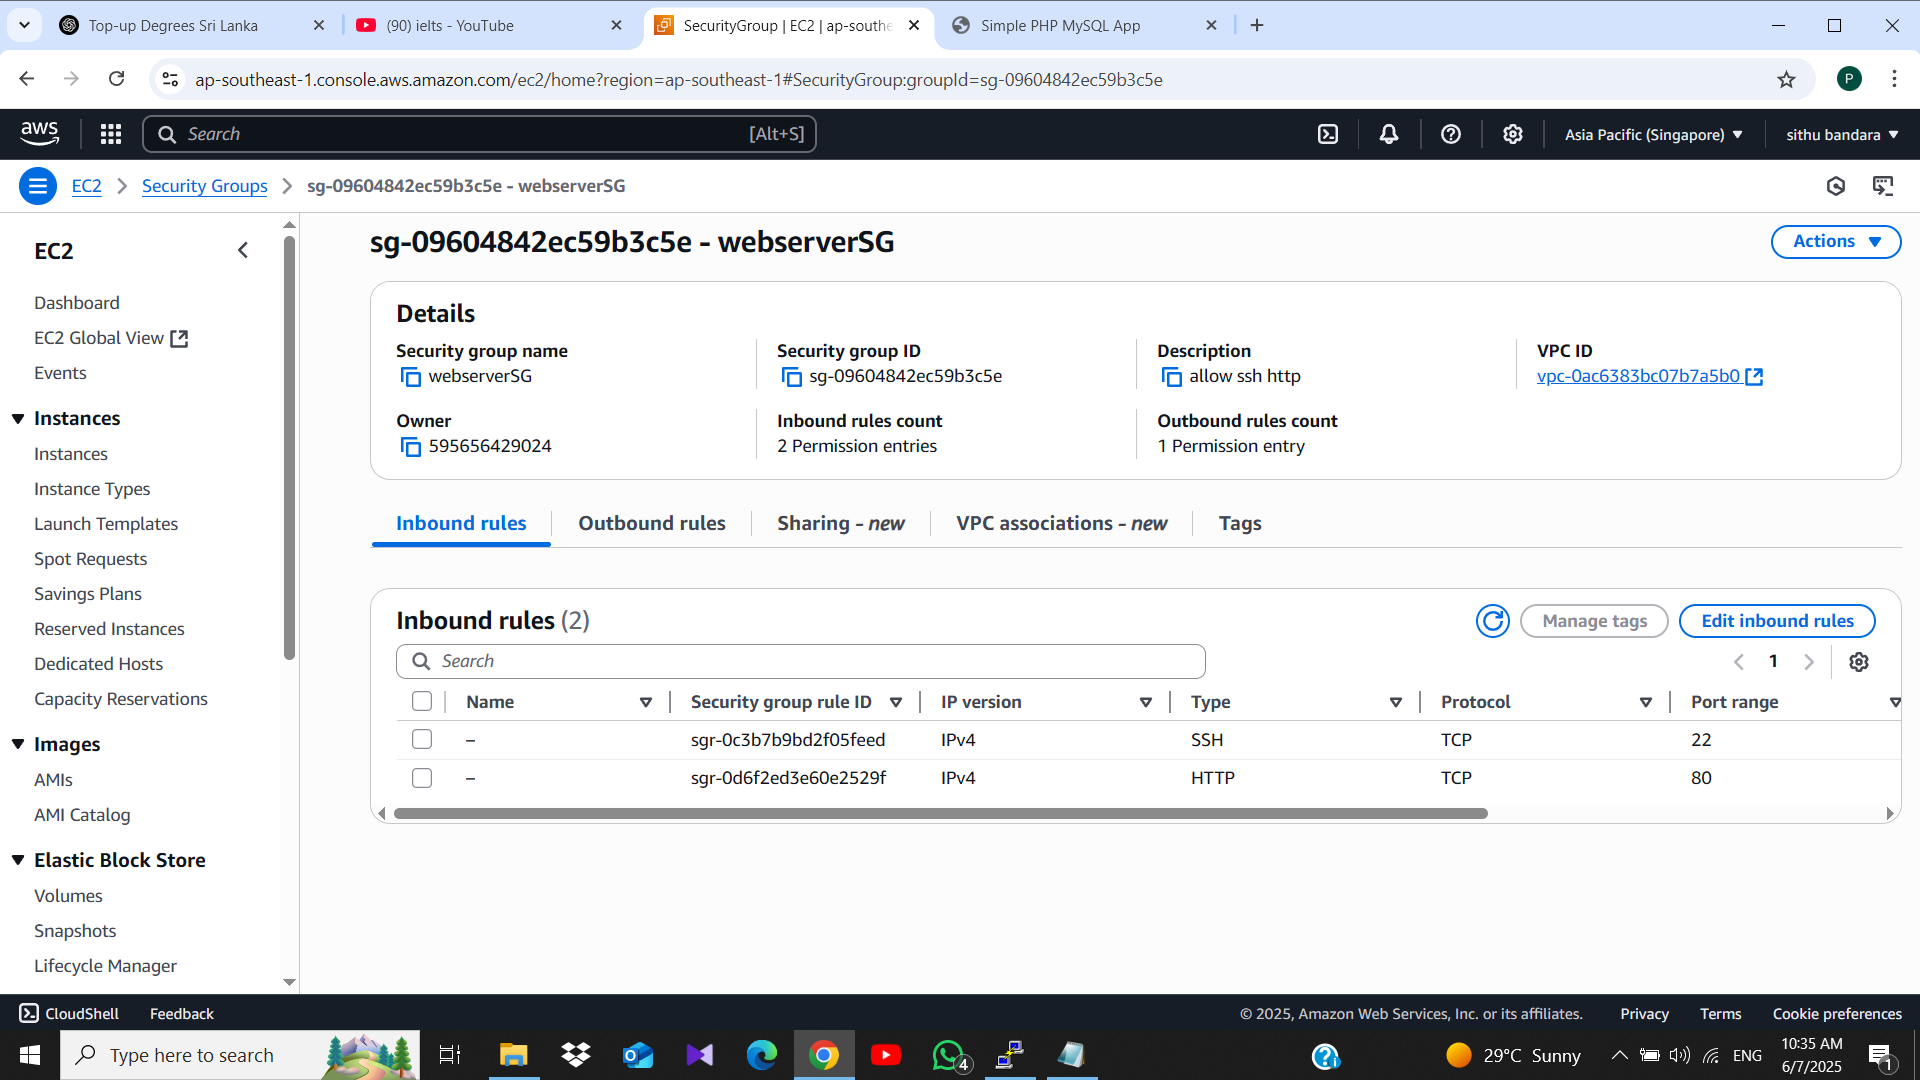 Top-up Degrees Sri Lanka
(90) ielts - YouTube
SecurityGroup | EC2 | ap-southe
Simple PHP MySQL App
ap-southeast-1.console.aws.amazon.com/ec2/home?region=ap-southeast-1#SecurityGroup:groupId=sg-09604842ec59b3c5e
P
aws
Search [Alt+S]
Asia Pacific (Singapore)
sithu bandara
EC2 > Security Groups > sg-09604842ec59b3c5e - webserverSG
EC2
Dashboard
EC2 Global View
Events
Instances
Instances
Instance Types
Launch Templates
Spot Requests
Savings Plans
Reserved Instances
Dedicated Hosts
Capacity Reservations
Images
AMIs
AMI Catalog
Elastic Block Store
Volumes
Snapshots
Lifecycle Manager
sg-09604842ec59b3c5e - webserverSG
Actions
Details
Security group name
webserverSG
Security group ID
sg-09604842ec59b3c5e
Description
allow ssh http
VPC ID
vpc-0ac6383bc07b7a5b0
Owner
595656429024
Inbound rules count
2 Permission entries
Outbound rules count
1 Permission entry
Inbound rules
Outbound rules
Sharing - new
VPC associations - new
Tags
Inbound rules (2)
Manage tags
Edit inbound rules
Search
1
Name Security group rule ID IP version Type Protocol Port range
– sgr-0c3b7b9bd2f05feed IPv4 SSH TCP 22
– sgr-0d6f2ed3e60e2529f IPv4 HTTP TCP 80
CloudShell Feedback
© 2025, Amazon Web Services, Inc. or its affiliates. Privacy Terms Cookie preferences
Type here to search
4
29°C Sunny
ENG
10:35 AM
6/7/2025
1